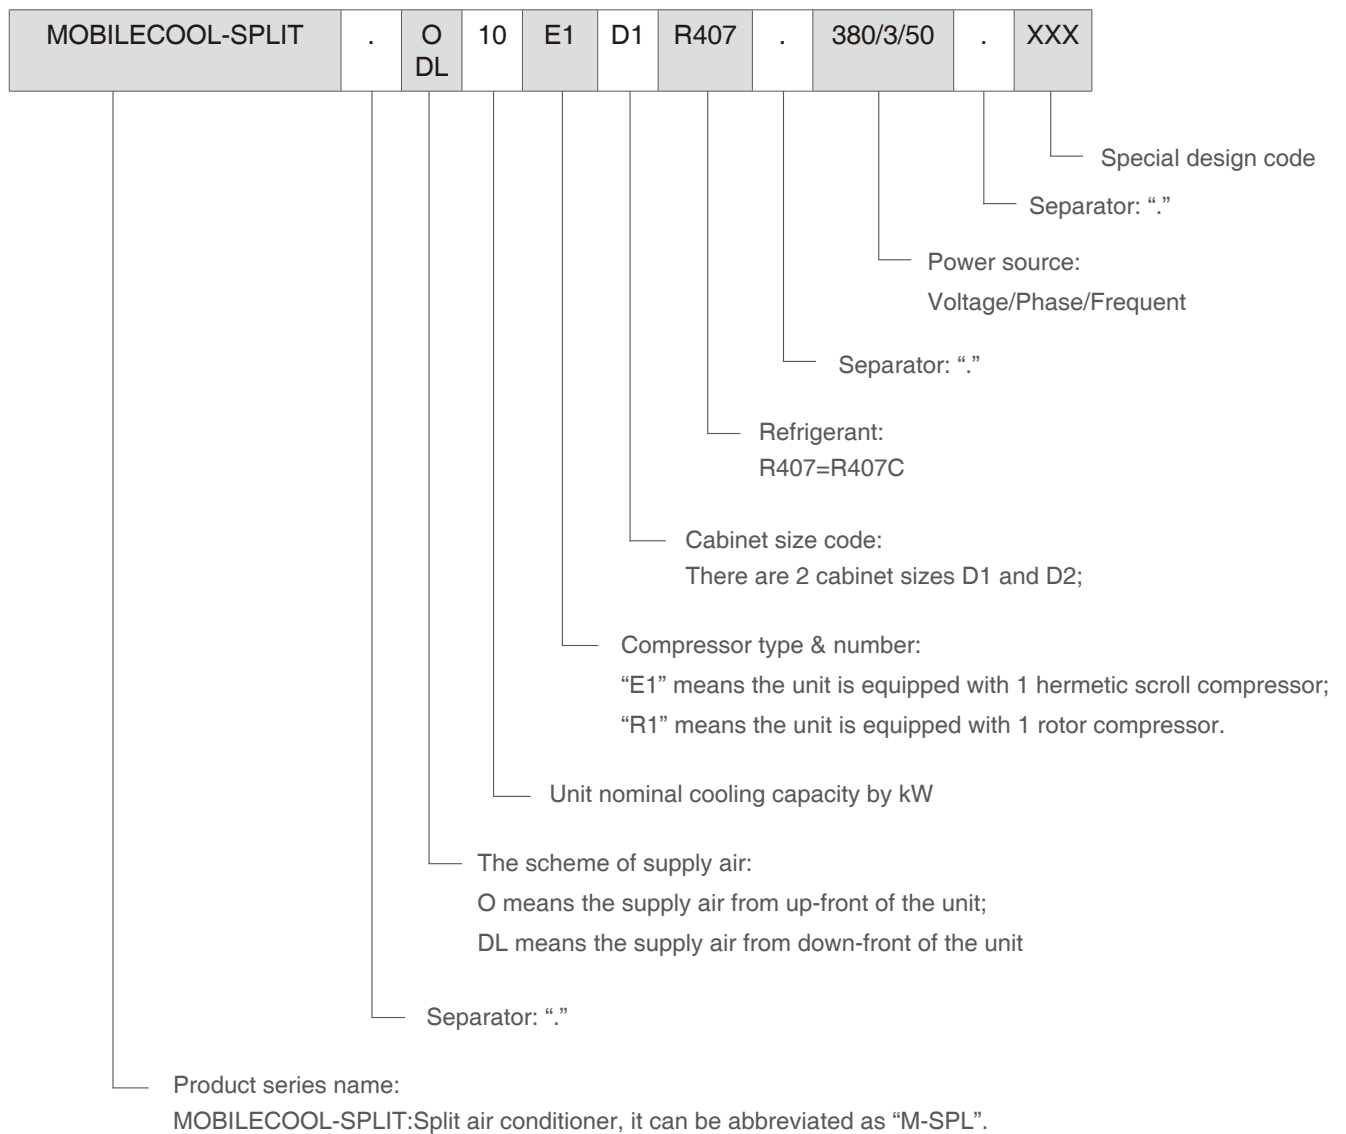 MOBILECOOL-SPLIT . O 10 E1 D1 R407 . 380/3/50 . XXX
DL
Special design code
Separator: “.”
Power source:
Voltage/Phase/Frequent
Separator: “.”
Refrigerant:
R407=R407C
Cabinet size code:
There are 2 cabinet sizes D1 and D2;
Compressor type & number:
“E1” means the unit is equipped with 1 hermetic scroll compressor;
“R1” means the unit is equipped with 1 rotor compressor.
Unit nominal cooling capacity by kW
The scheme of supply air:
O means the supply air from up-front of the unit;
DL means the supply air from down-front of the unit
Separator: “.”
Product series name:
MOBILECOOL-SPLIT:Split air conditioner, it can be abbreviated as “M-SPL”.